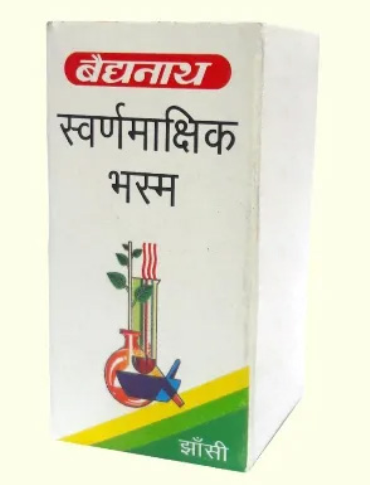 बैद्यनाथ
स्वर्णमाक्षिक
भस्म
झाँसी